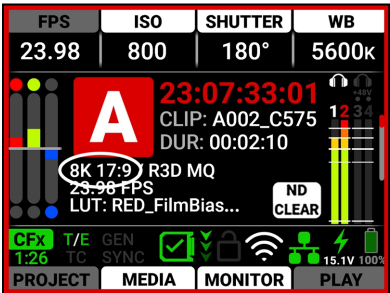 FPS ISO SHUTTER WB
23.98 800 180° 5600K
23:07:33:01
+48V
A
CLIP: A002_C575
1 2 3 4
DUR: 00:02:10
8K 17:9 R3D MQ
23.98 FPS
LUT: RED_FilmBias...
ND
CLEAR
CFx T/E GEN
1:26 TC SYNC 15.1V 100%
PROJECT MEDIA MONITOR PLAY